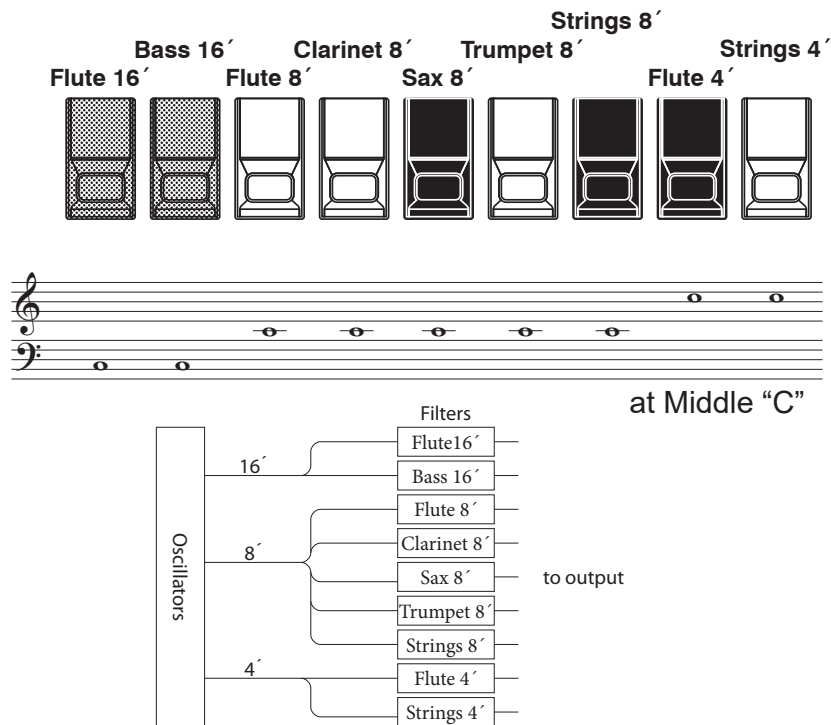 Strings 8´
Bass 16´ Clarinet 8´ Trumpet 8´ Strings 4´
Flute 16´ Flute 8´ Sax 8´ Flute 4´
at Middle “C”
Filters
Oscillators
16´
Flute16´
Bass 16´
8´
Flute 8´
Clarinet 8´
Sax 8´
to output
Trumpet 8´
Strings 8´
4´
Flute 4´
Strings 4´